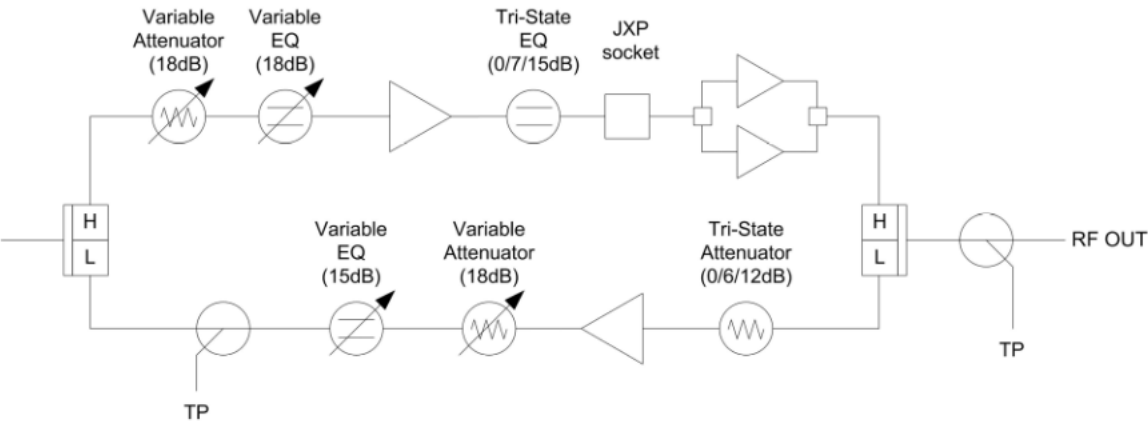 Variable
Attenuator
(18dB)
Variable
EQ
(18dB)
Tri-State
EQ
(0/7/15dB)
JXP
socket
H
L
H
L
Variable
EQ
(15dB)
Variable
Attenuator
(18dB)
Tri-State
Attenuator
(0/6/12dB)
RF OUT
TP
TP